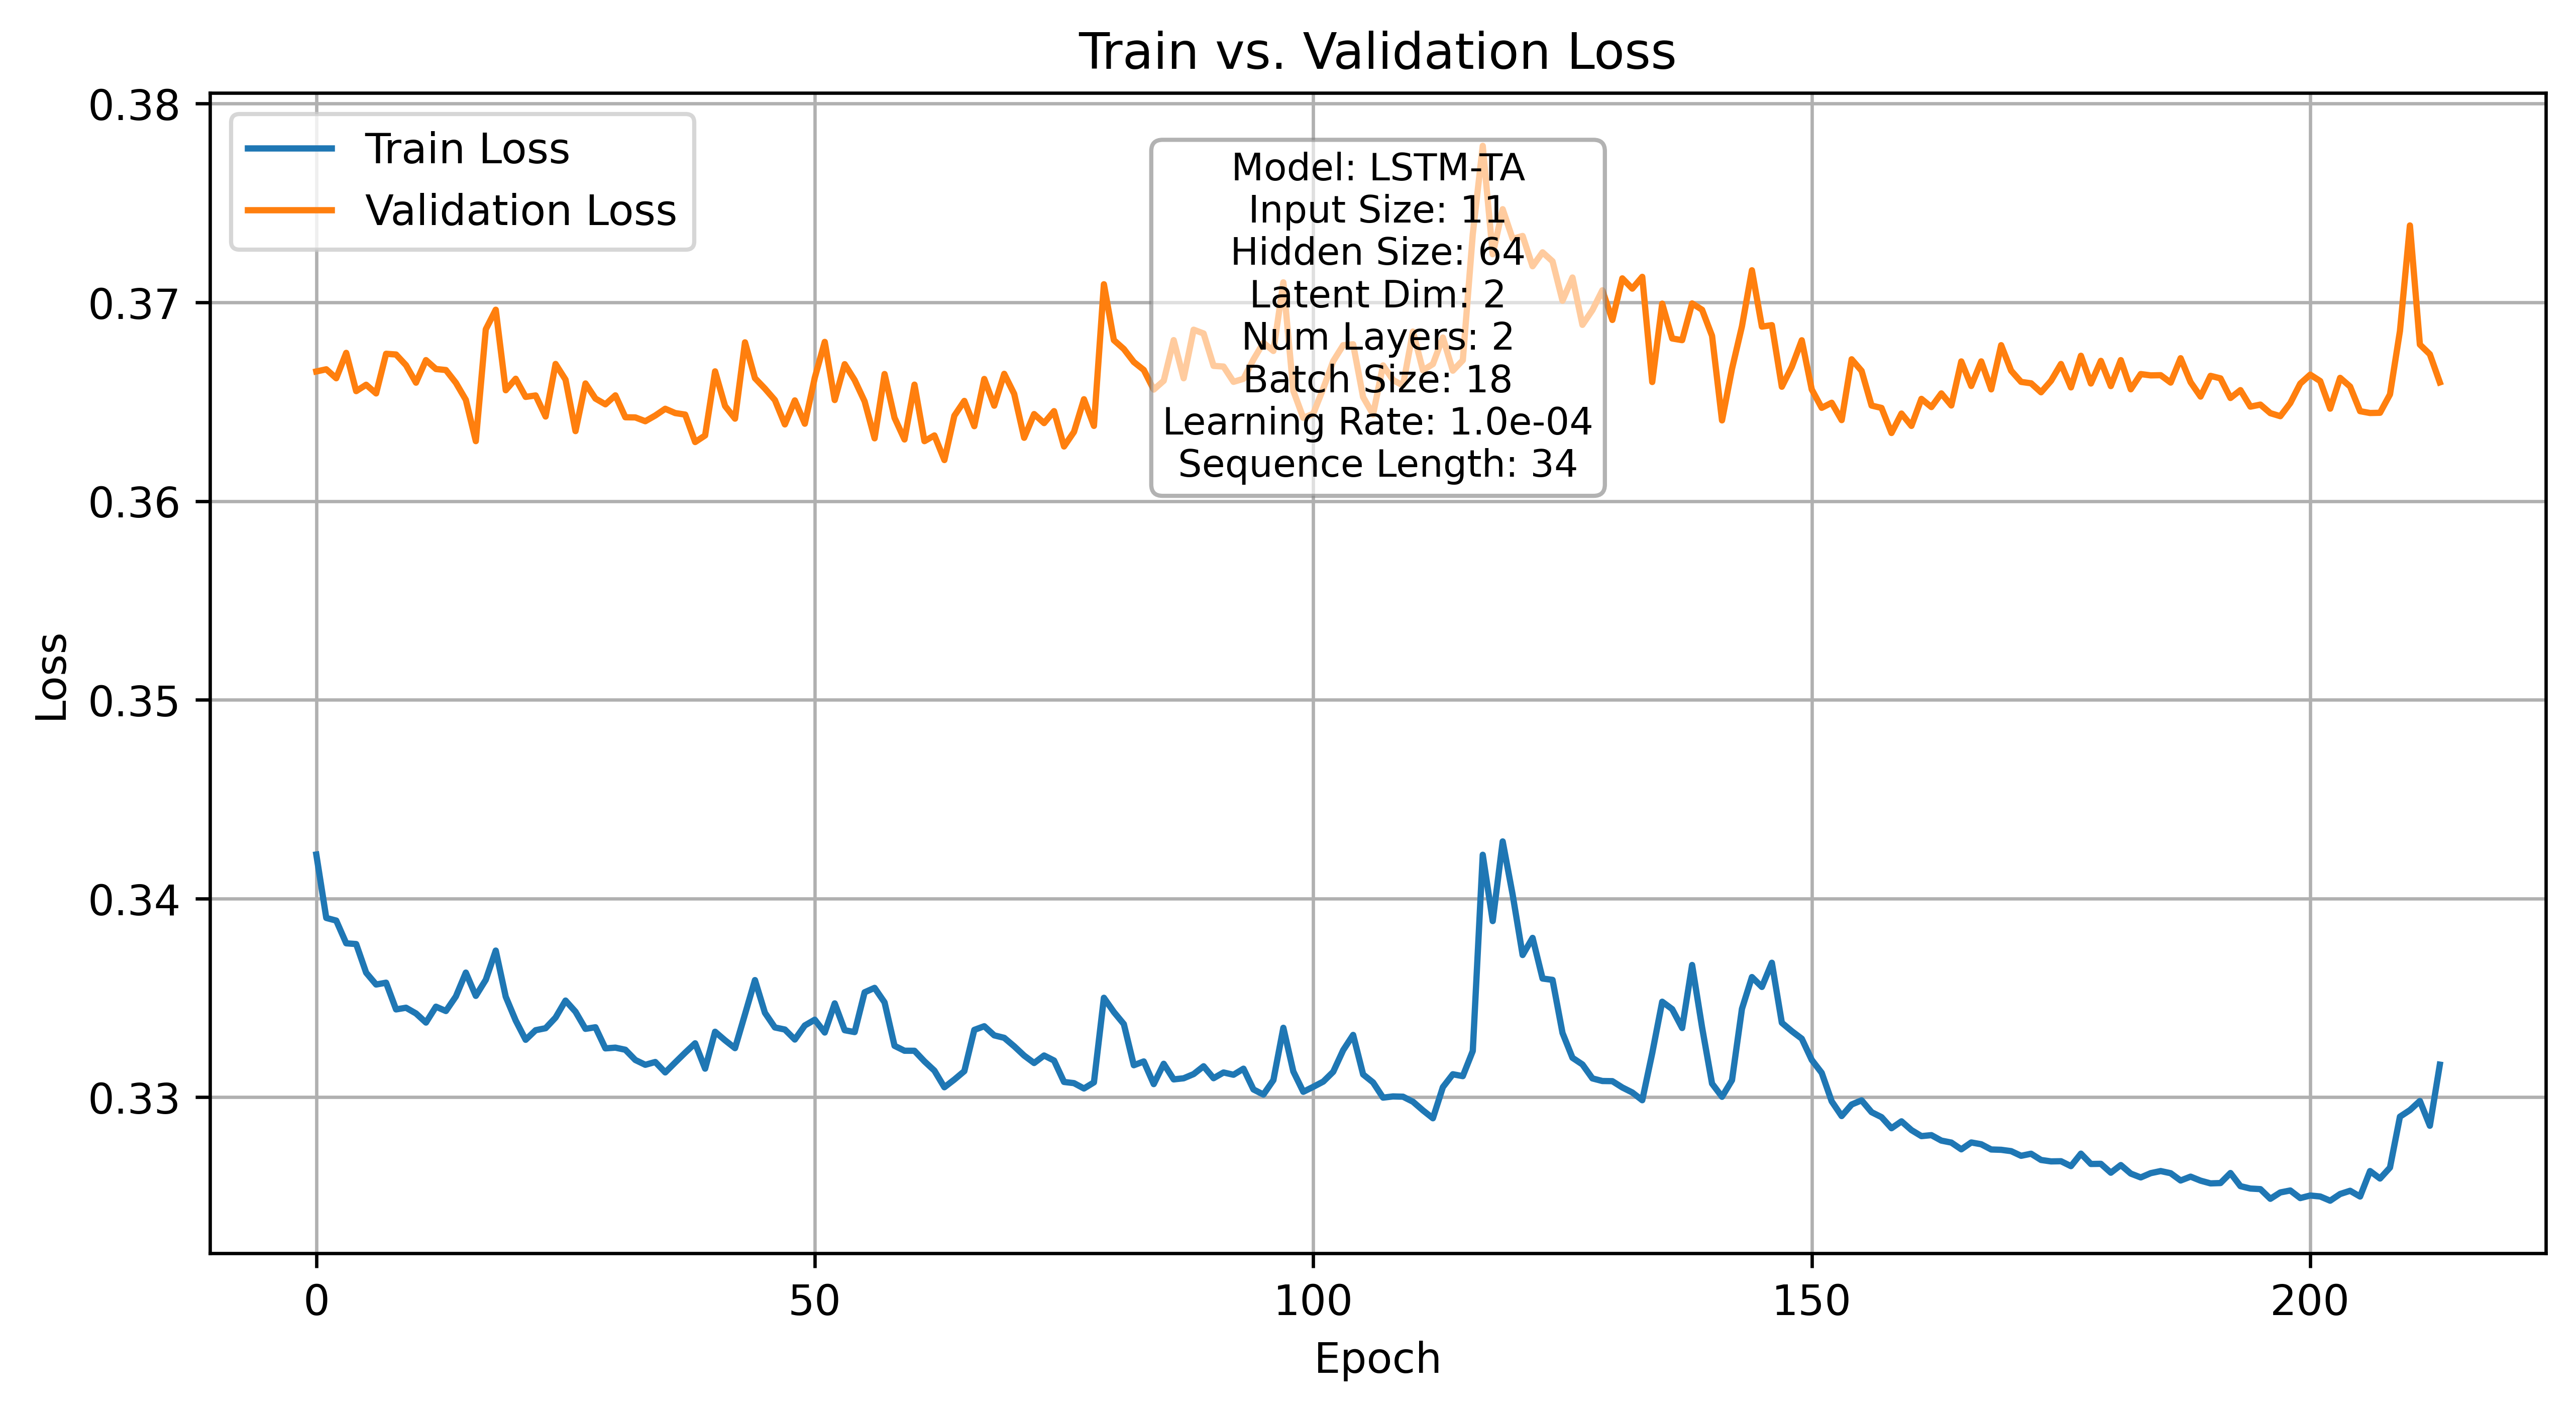 Train vs. Validation Loss
Train Loss
Validation Loss
Model: LSTM-TA
Input Size: 11
Hidden Size: 64
Latent Dim: 2
Num Layers: 2
Batch Size: 18
Learning Rate: 1.0e-04
Sequence Length: 34
Loss
0.38
0.37
0.36
0.35
0.34
0.33
0
50
100
150
200
Epoch